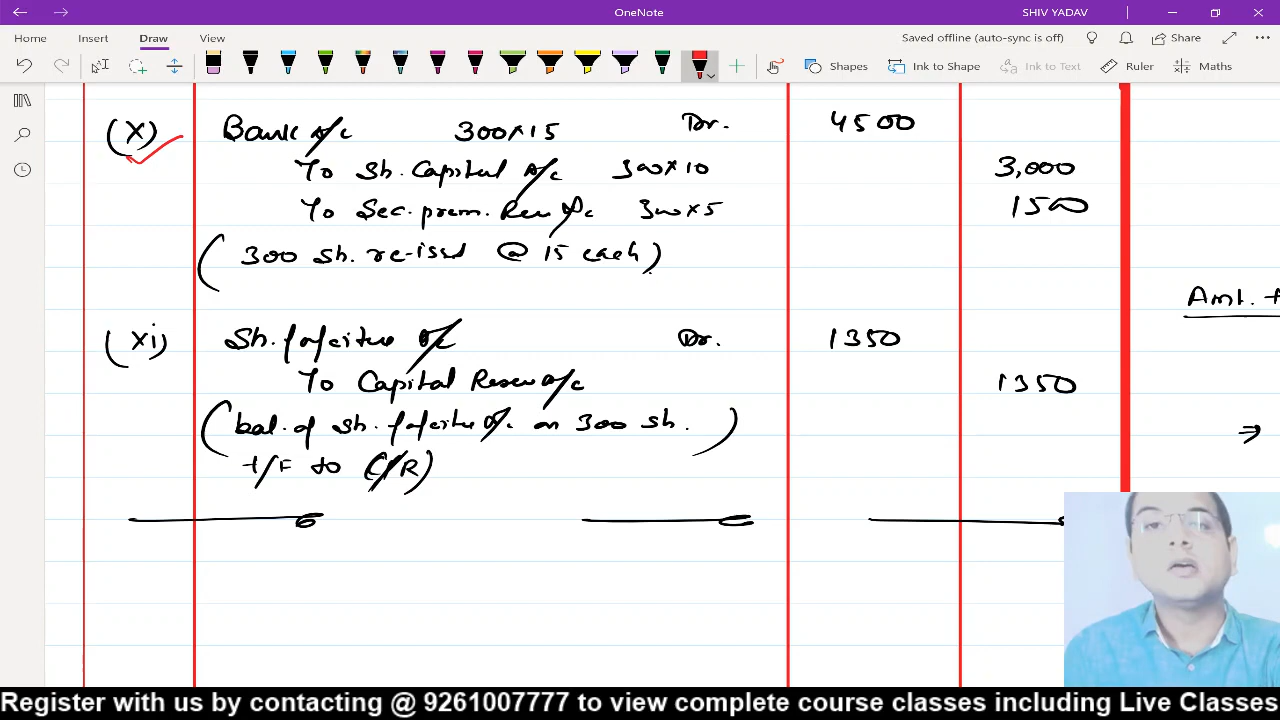 OneNote
SHIV YADAV
Home Insert Draw View
Saved offline (auto-sync is off)
Share
Shapes
Ink to Shape
Ink to Text
Ruler
Maths
(X) Bank A/c 300×15 Dr. 4500
To Sh. Capital A/c 300×10 3,000
To Sec. prem. Res A/c 300×5 1500
(300 Sh. re-issd @ 15 each)
Amt. t
(xi) Sh. forfeiture A/c Dr. 1350
To Capital Reser A/c 1350
(bal. of Sh. forfeiture A/c on 300 Sh.
⇒
t/F to C/R)
Register with us by contacting @ 9261007777 to view complete course classes including Live Classes